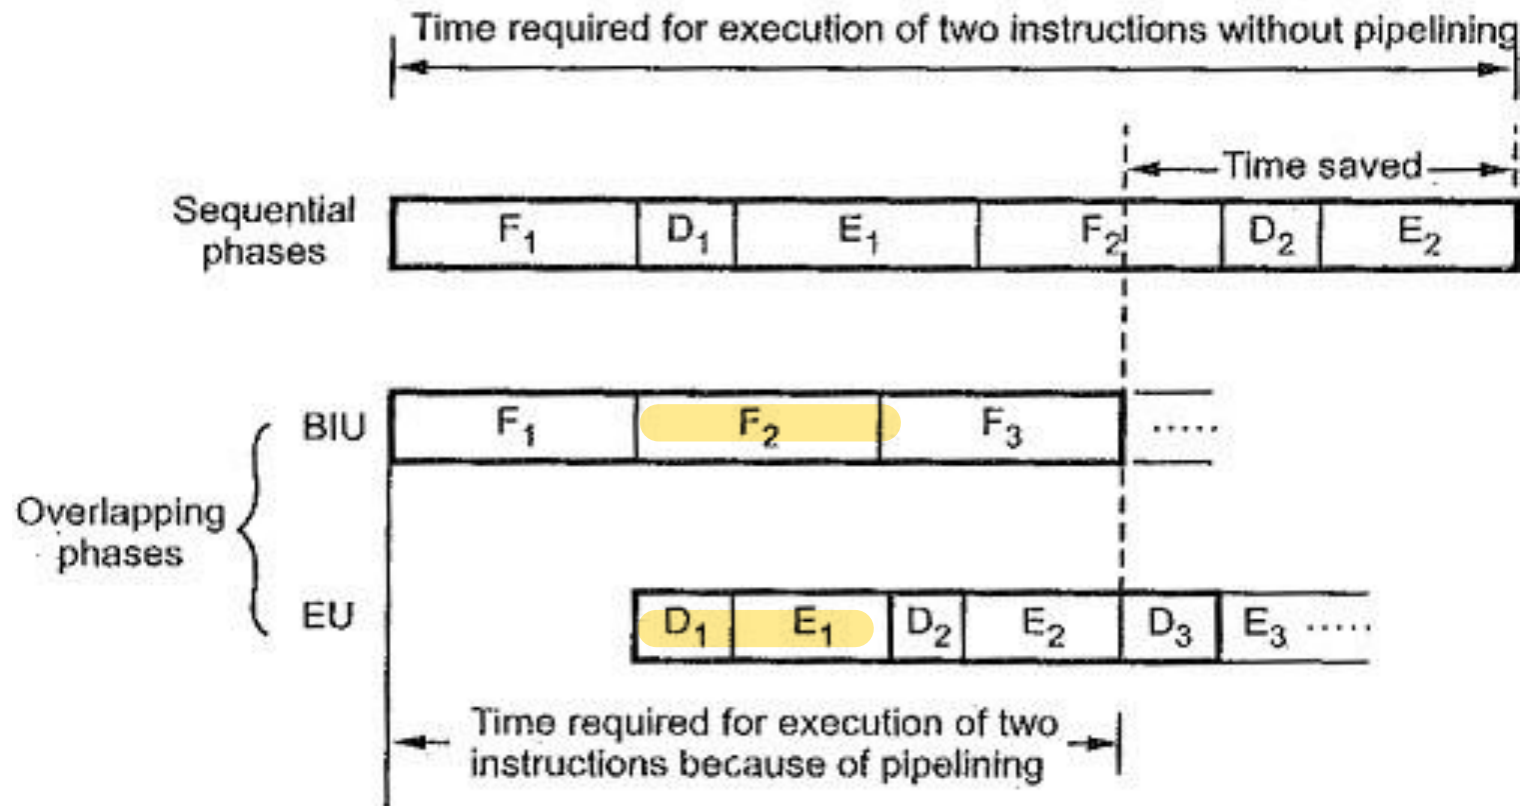 Time required for execution of two instructions without pipelining
Time saved
Sequential
phases
F1 D1 E1 F2 D2 E2
BIU
F1 F2 F3 .....
Overlapping
phases
EU
D1 E1 D2 E2 D3 E3 .....
Time required for execution of two
instructions because of pipelining